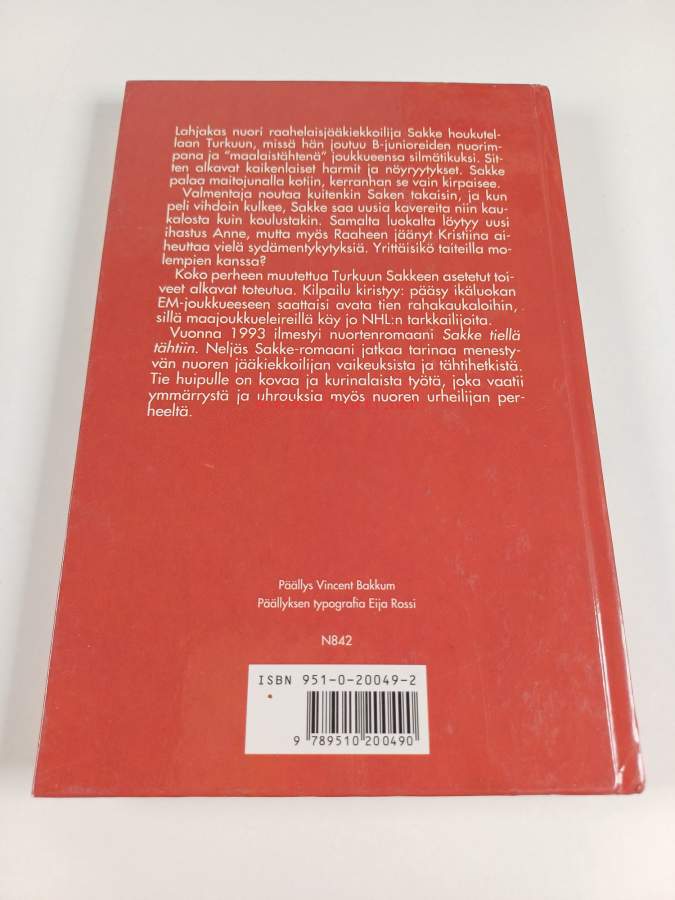 Lahjakas nuori raahelaisjääkiekkoilija Sakke houkutel-
laan Turkuun, missä hän joutuu B-junioreiden nuorim-
pana ja "maalaistähtenä" joukkueensa silmätikuksi. Sit-
ten alkavat kaikenlaiset harmit ja nöyryytykset. Sakke
palaa maitojunalla kotiin, kerranhan se vain kirpaisee.
Valmentaja noutaa kuitenkin Saken takaisin, ja kun
peli vihdoin kulkee, Sakke saa uusia kavereita niin kau-
kalosta kuin koulustakin. Samalta luokalta löytyy uusi
ihastus Anne, mutta myös Raaheen jäänyt Kristiina ai-
heuttaa vielä sydämentykytyksiä. Yrittäisikö taiteilla mo-
lempien kanssa?
Koko perheen muutettua Turkuun Sakkeen asetetut toi-
veet alkavat toteutua. Kilpailu kiristyy: pääsy ikäluokan
EM-joukkueeseen saattaisi avata tien rahakaukaloihin,
sillä maajoukkueleireillä käy jo NHL:n tarkkailijoita.
Vuonna 1993 ilmestyi nuortenromaani Sakke tiellä
tähtiin. Neljäs Sakke-romaani jatkaa tarinaa menesty-
vän nuoren jääkiekkoilijan vaikeuksista ja tähtihetkistä.
Tie huipulle on kovaa ja kurinalaista työtä, joka vaatii
ymmärrystä ja uhrauksia myös nuoren urheilijan per-
heeltä.
Päällys Vincent Bakkum
Päällyksen typografia Eija Rossi
N842
ISBN 951-0-20049-2
9 789510 200490